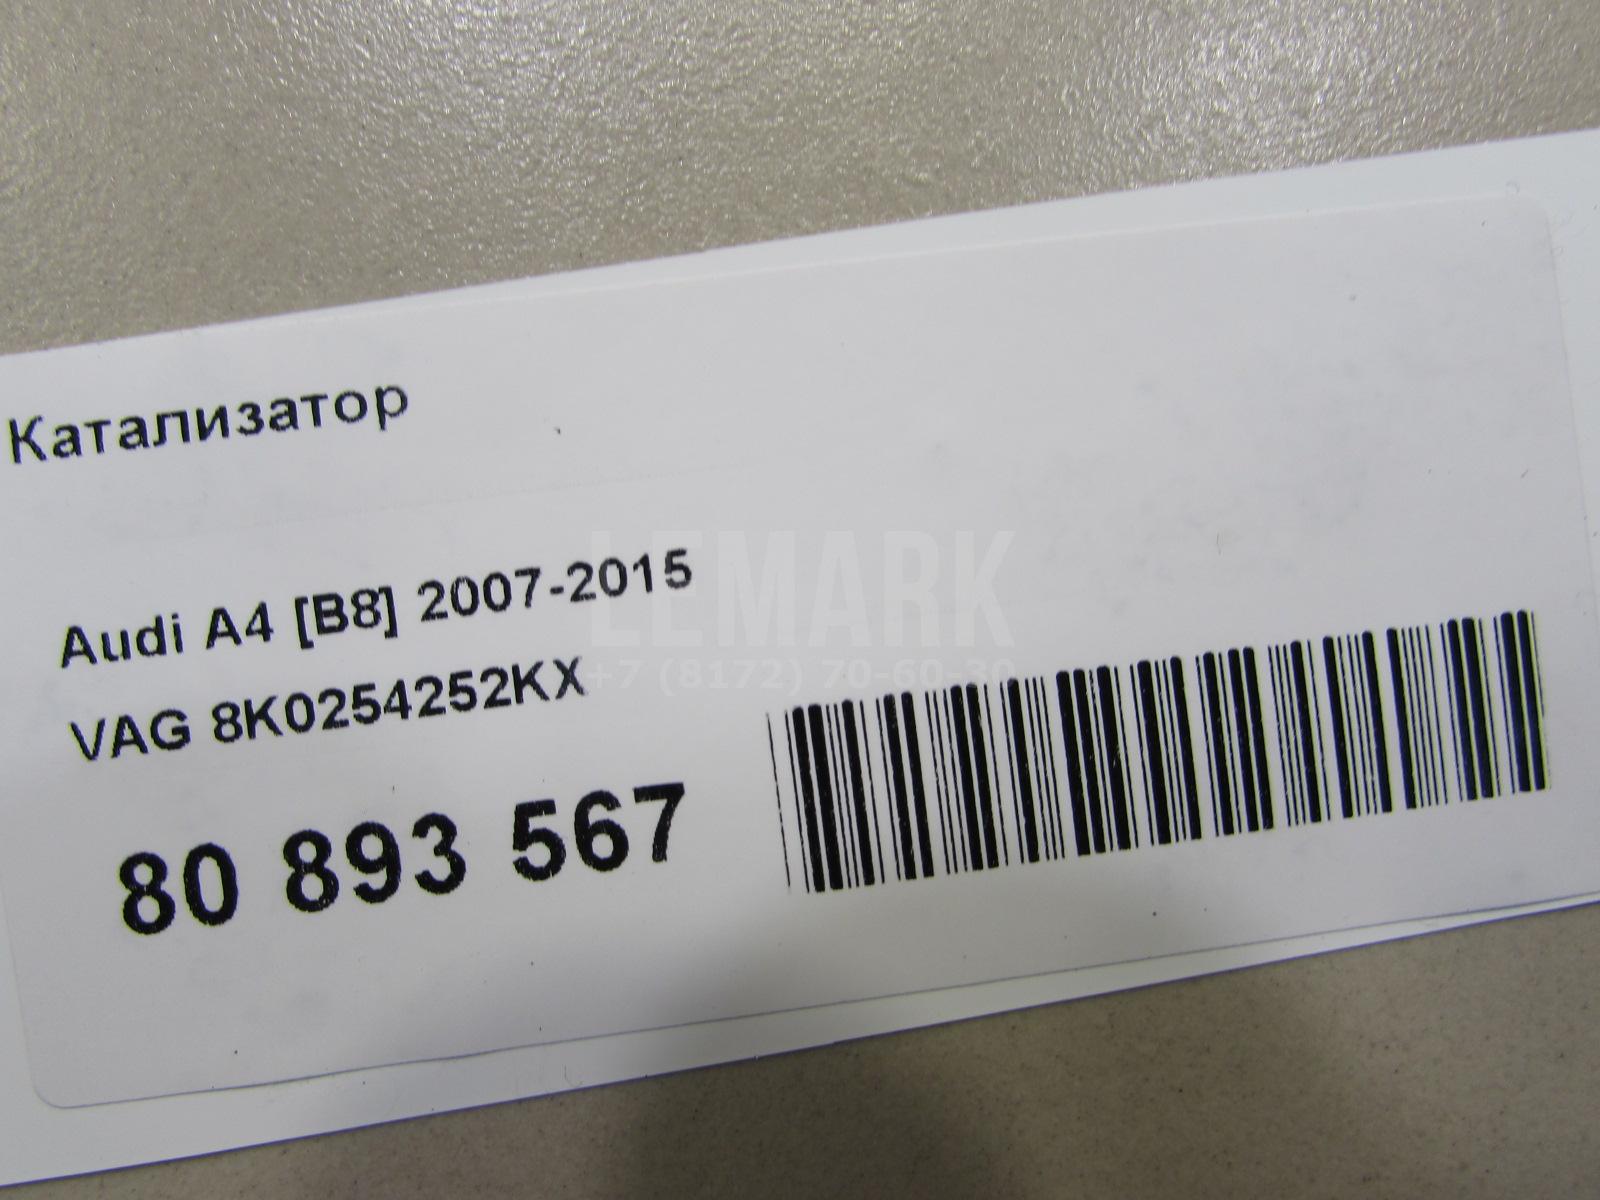 Катализатор
LEMARK
Audi A4 [B8] 2007-2015
+7 (8172) 70-60-30
VAG 8K0254252KX
80 893 567